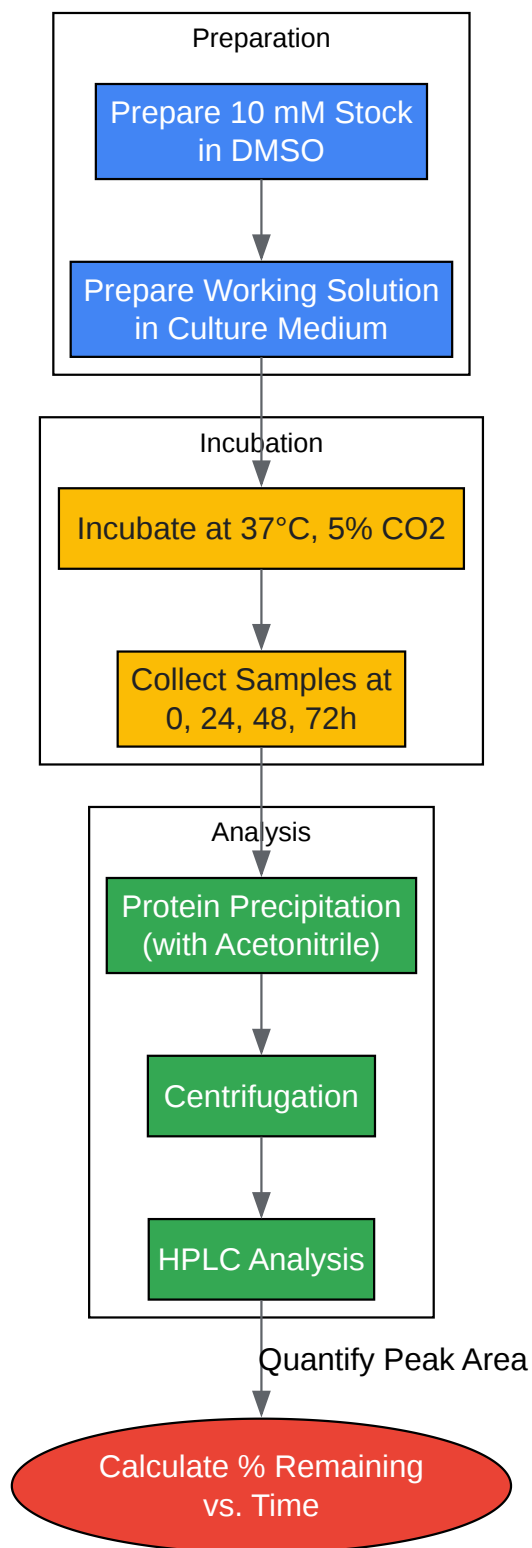 Preparation
Prepare 10 mM Stock
in DMSO
Prepare Working Solution
in Culture Medium
Incubation
Incubate at 37°C, 5% CO2
Collect Samples at
0, 24, 48, 72h
Analysis
Protein Precipitation
(with Acetonitrile)
Centrifugation
HPLC Analysis
Quantify Peak Area
Calculate % Remaining
vs. Time